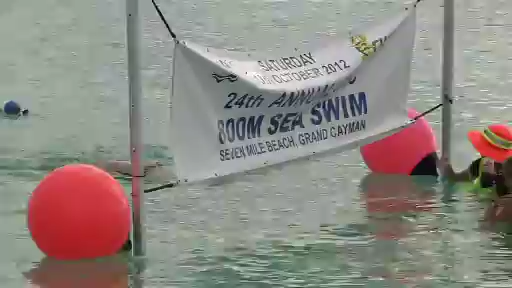 SATURDAY
OCTOBER 2012
24th ANNUAL
800M SEA SWIM
SEVEN MILE BEACH, GRAND CAYMAN